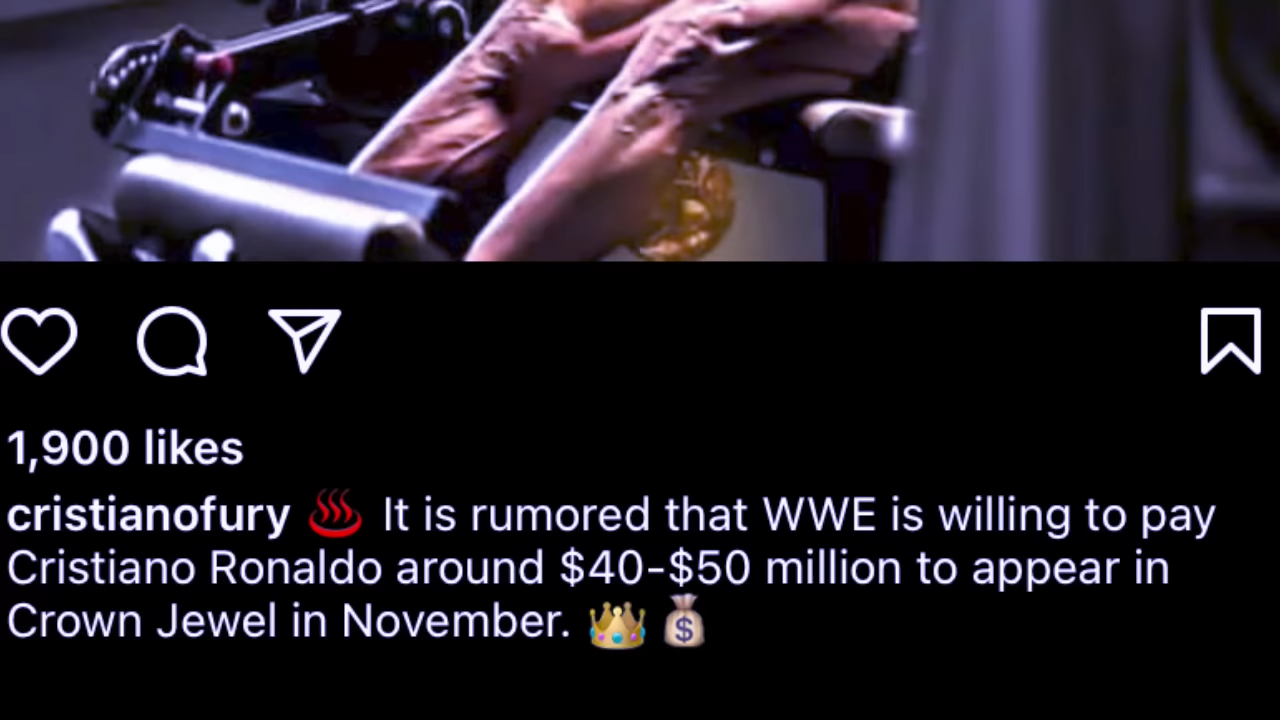 1,900 likes
cristianofury ♨️ It is rumored that WWE is willing to pay
Cristiano Ronaldo around $40-$50 million to appear in
Crown Jewel in November. 👑 💰